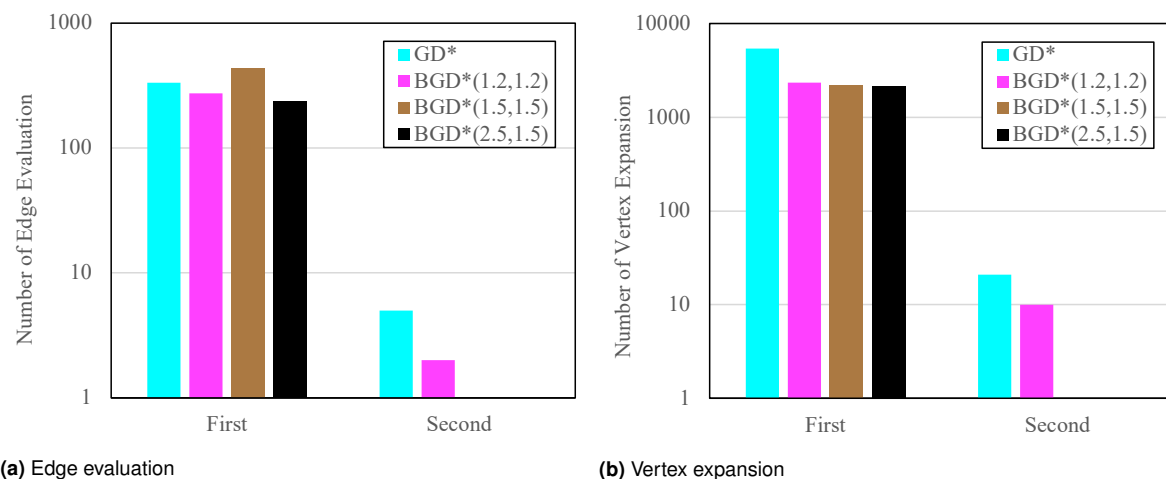 Number of Edge Evaluation
1000
100
10
1
GD*
BGD*(1.2,1.2)
BGD*(1.5,1.5)
BGD*(2.5,1.5)
First
Second
(a) Edge evaluation
Number of Vertex Expansion
10000
1000
100
10
1
GD*
BGD*(1.2,1.2)
BGD*(1.5,1.5)
BGD*(2.5,1.5)
First
Second
(b) Vertex expansion